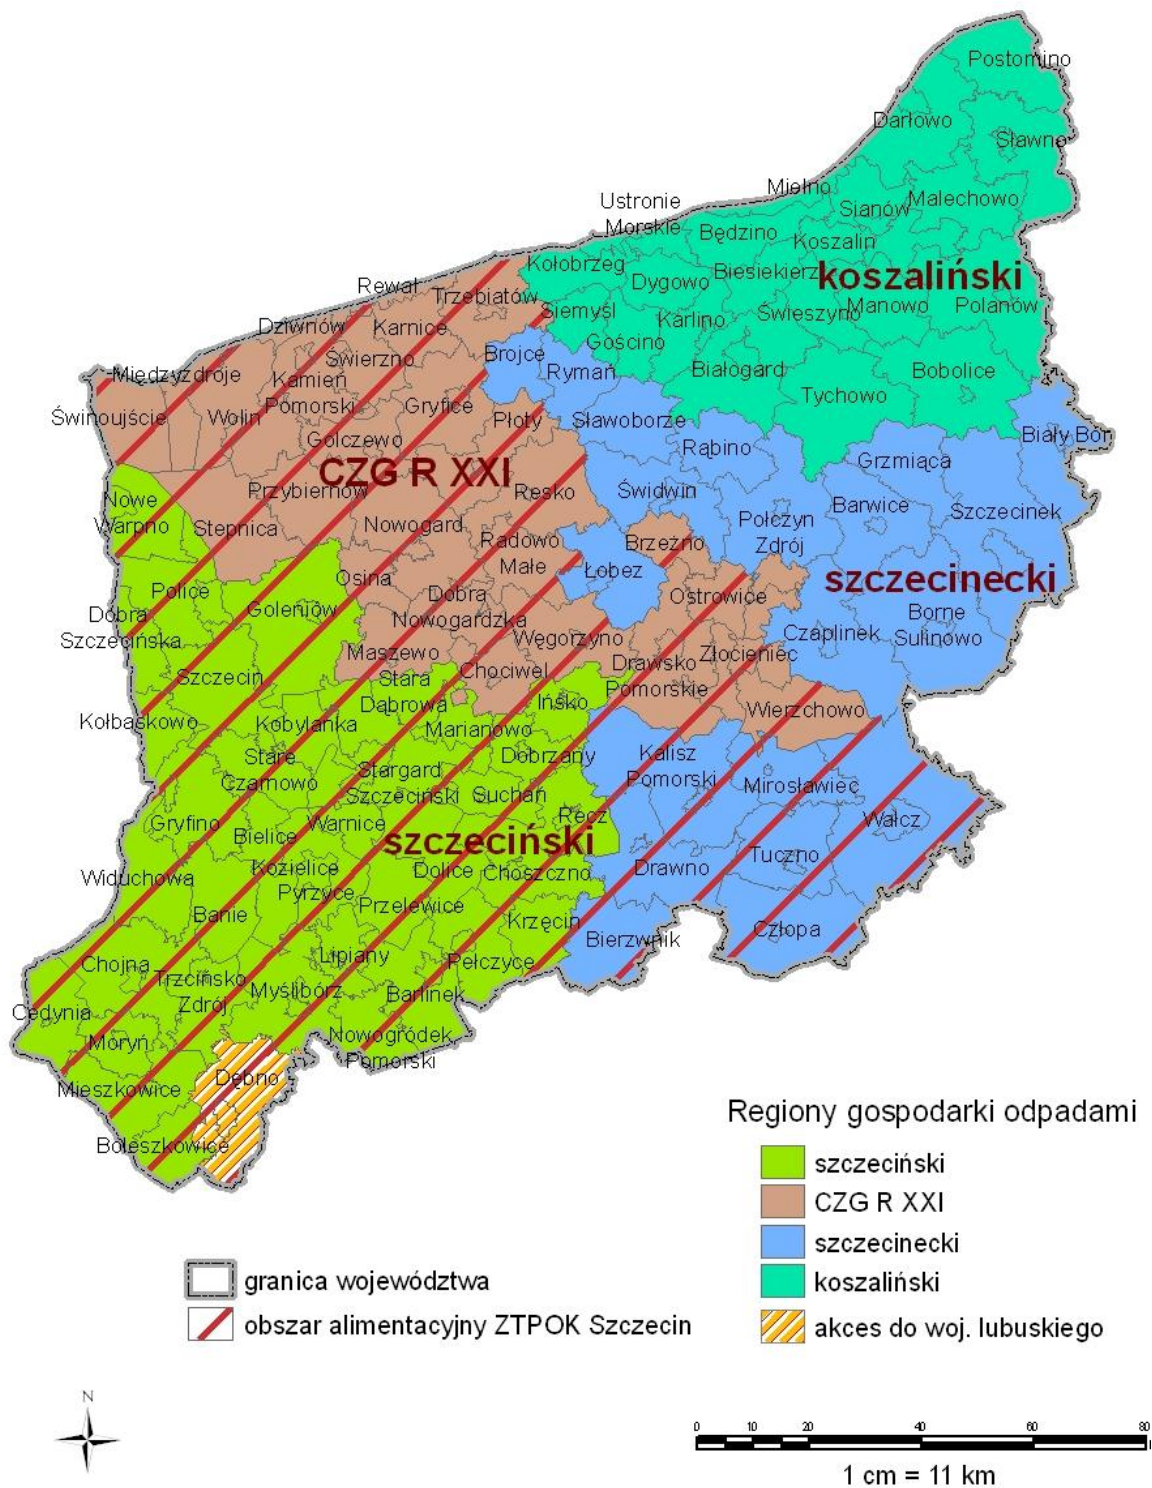 Postomino
Darłowo
Sławno
Mielno
Ustronie
Morskie
Sianów
Malechowo
Będzino
Koszalin
Kołobrzeg
Dygowo
Biesiekierz
koszaliński
Rewal
Trzebiatów
Siemyśl
Karlino
Świeszyno
Manowo
Polanów
Dziwnów
Karnice
Gościno
Świerzno
Brojce
Rymań
Białogard
Bobolice
Międzyzdroje
Kamień
Pomorski
Tychowo
Świnoujście
Wolin
Gryfice
Płoty
Sławoborze
Golczewo
Rąbino
Biały Bór
CZG R XXI
Grzmiąca
Nowe
Warpno
Przybiernów
Resko
Świdwin
Barwice
Szczecinek
Stepnica
Nowogard
Radowo
Małe
Brzeżno
Połczyn
Zdrój
Osina
Łobez
szczecinecki
Police
Goleniów
Dobra
Nowogardzka
Ostrowice
Dobra
Szczecińska
Węgorzyno
Czaplinek
Borne
Sulinowo
Maszewo
Chociwel
Drawsko
Pomorskie
Złocieniec
Szczecin
Stara
Dąbrowa
Ińsko
Wierzchowo
Kołbaskowo
Kobylanka
Marianowo
Stare
Czarnowo
Dobrzany
Kalisz
Pomorski
Stargard
Szczeciński
Suchań
Mirosławiec
Gryfino
Bielice
Warnice
Recz
Wałcz
szczeciński
Widuchowa
Kozielice
Pyrzyce
Dolice
Choszczno
Drawno
Tuczno
Banie
Przelewice
Krzęcin
Bierzwnik
Człopa
Chojna
Trzcińsko
Zdrój
Lipiany
Pełczyce
Cedynia
Myślibórz
Barlinek
Moryń
Nowogródek
Pomorski
Mieszkowice
Dębno
Boleszkowice
Regiony gospodarki odpadami
szczeciński
CZG R XXI
szczecinecki
koszaliński
akces do woj. lubuskiego
granica województwa
obszar alimentacyjny ZTPOK Szczecin
N
0 10 20 40 60 80
1 cm = 11 km